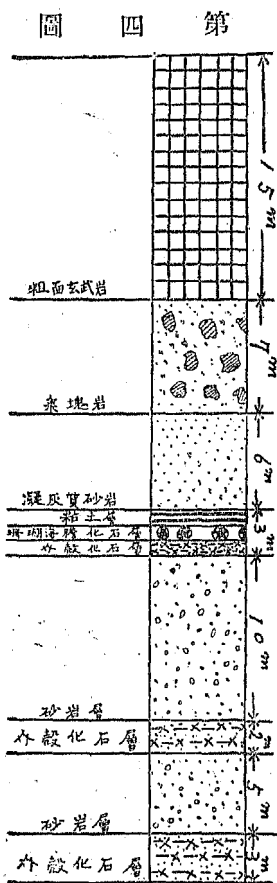 圖四第
15m
粗面玄武岩
7m
集塊岩
6m
凝灰質砂岩
粘土層
3m
珊瑚海膽化石層
介殼化石層
10m
砂岩層
2m
介殼化石層
5m
砂岩層
3m
介殼化石層